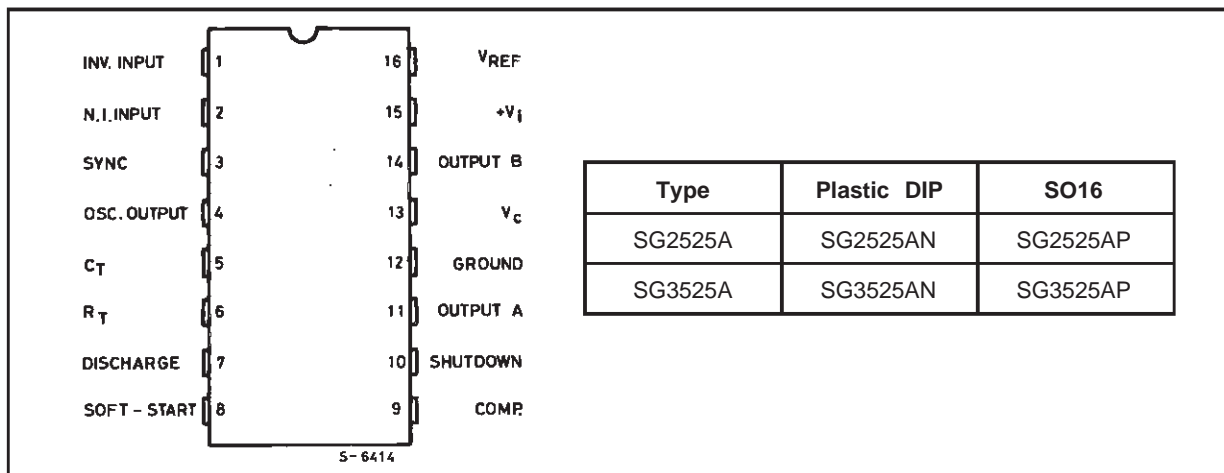 INV. INPUT 1
N.I. INPUT 2
SYNC 3
OSC. OUTPUT 4
CT 5
RT 6
DISCHARGE 7
SOFT - START 8
16 VREF
15 +Vi
14 OUTPUT B
13 Vc
12 GROUND
11 OUTPUT A
10 SHUTDOWN
9 COMP.
S-6414
Type Plastic DIP SO16
SG2525A SG2525AN SG2525AP
SG3525A SG3525AN SG3525AP